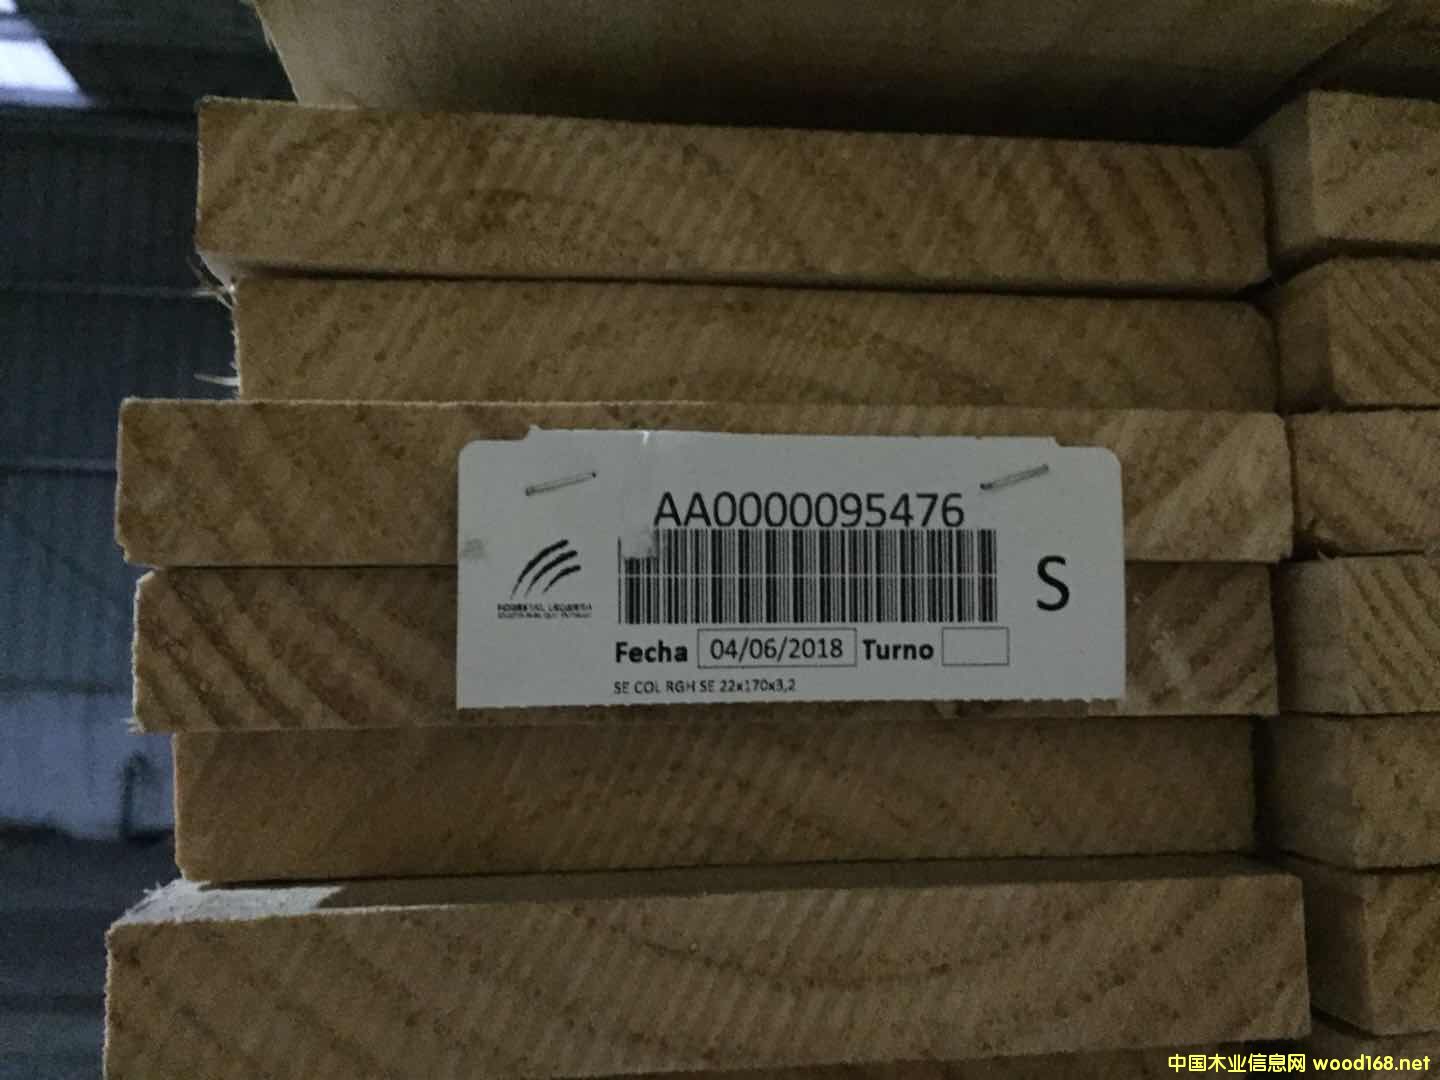 AA0000095476
S
Fecha 04/06/2018 Turno
SE COL RGH SE 22x170x3,2
中国木业信息网 wood168.net